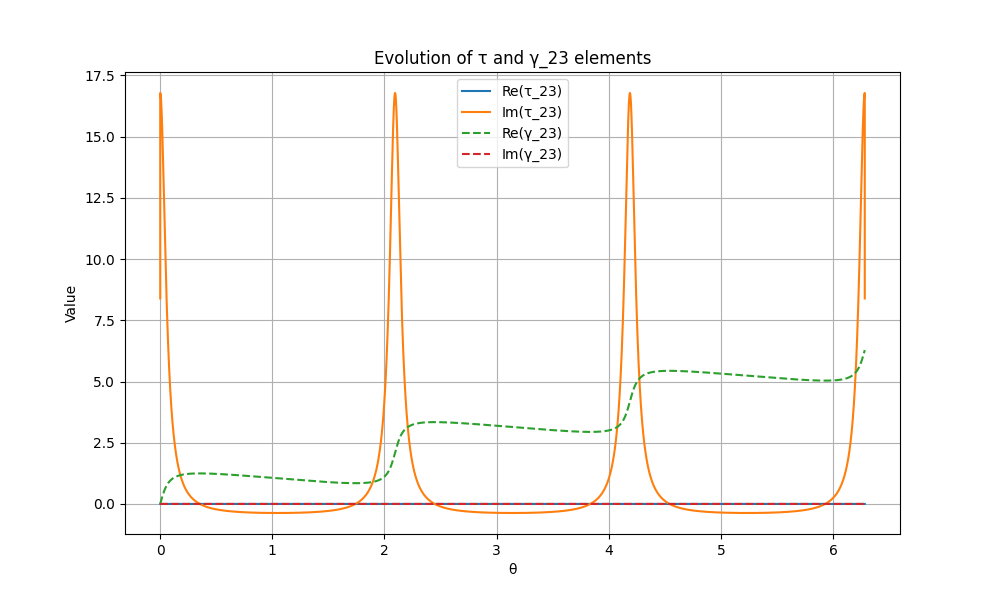 Evolution of τ and γ_23 elements
17.5
15.0
12.5
10.0
7.5
5.0
2.5
0.0
Value
Re(τ_23)
Im(τ_23)
Re(γ_23)
Im(γ_23)
0 1 2 3 4 5 6
θ